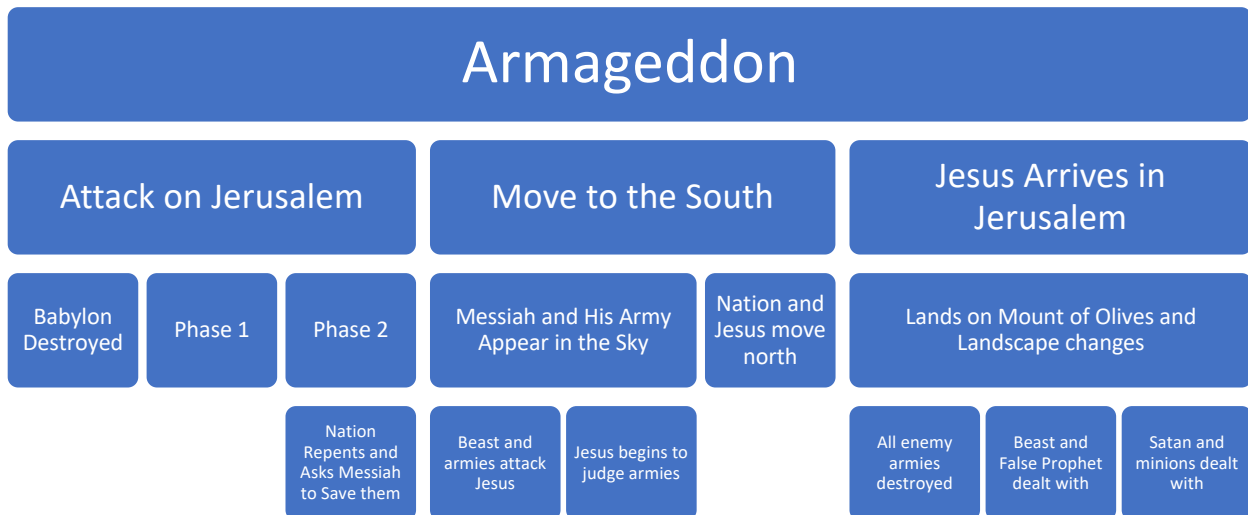 Armageddon
Attack on Jerusalem
Move to the South
Jesus Arrives in
Jerusalem
Babylon
Destroyed
Phase 1
Phase 2
Messiah and His Army
Appear in the Sky
Nation and
Jesus move
north
Lands on Mount of Olives and
Landscape changes
Nation
Repents and
Asks Messiah
to Save them
Beast and
armies attack
Jesus
Jesus begins to
judge armies
All enemy
armies
destroyed
Beast and
False Prophet
dealt with
Satan and
minions dealt
with